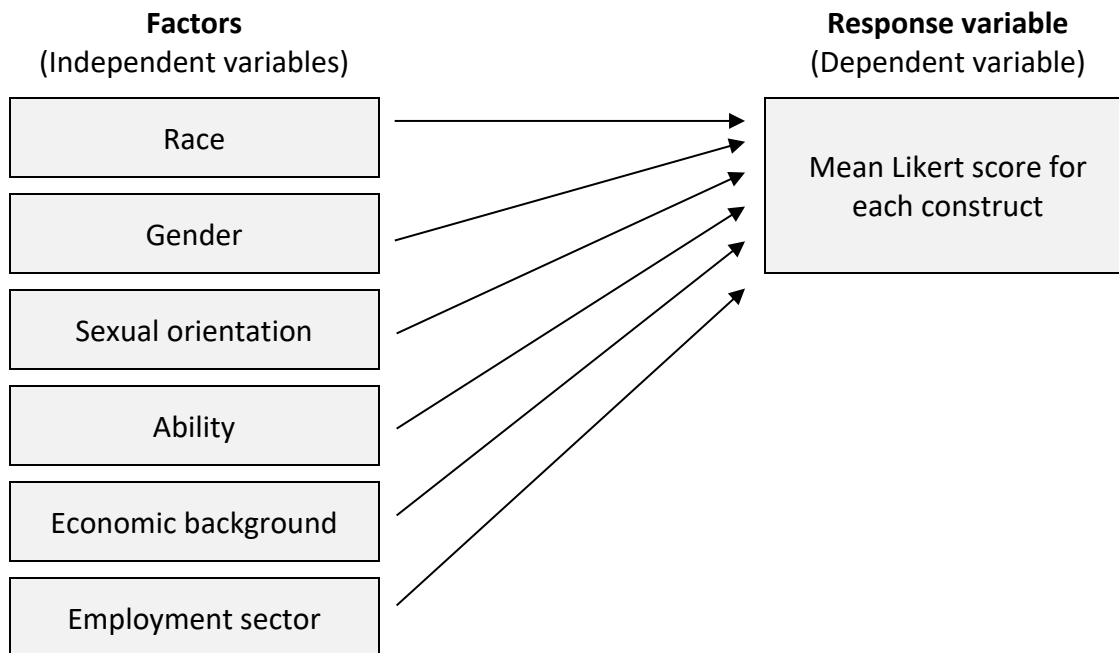 Factors
(Independent variables)
Race
Gender
Sexual orientation
Ability
Economic background
Employment sector
Response variable
(Dependent variable)
Mean Likert score for
each construct